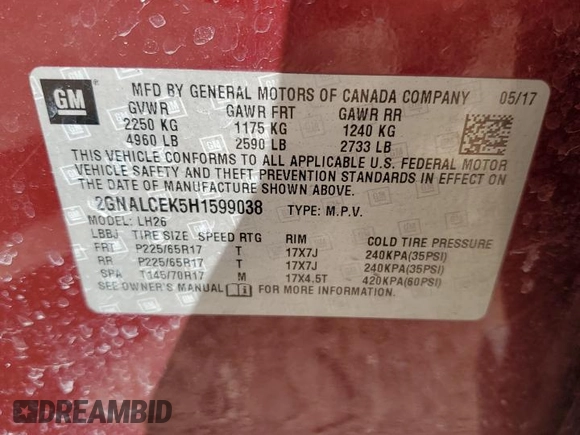 GM
MFD BY GENERAL MOTORS OF CANADA COMPANY 05/17
GVWR GAWR FRT GAWR RR
2250 KG 1175 KG 1240 KG
4960 LB 2590 LB 2733 LB
THIS VEHICLE CONFORMS TO ALL APPLICABLE U.S. FEDERAL MOTOR
VEHICLE SAFETY AND THEFT PREVENTION STANDARDS IN EFFECT ON
THE DATE OF MANUFACTURE SHOWN ABOVE.
2GNALCEK5H1599038 TYPE: M.P.V.
MODEL: LH26
LBBJ TIRE SIZE SPEED RTG RIM COLD TIRE PRESSURE
FRT P225/65R17 T 17X7J 240KPA(35PSI)
RR P225/65R17 T 17X7J 240KPA(35PSI)
SPA T145/70R17 M 17X4.5T 420KPA(60PSI)
SEE OWNER'S MANUAL FOR MORE INFORMATION
DREAMBID